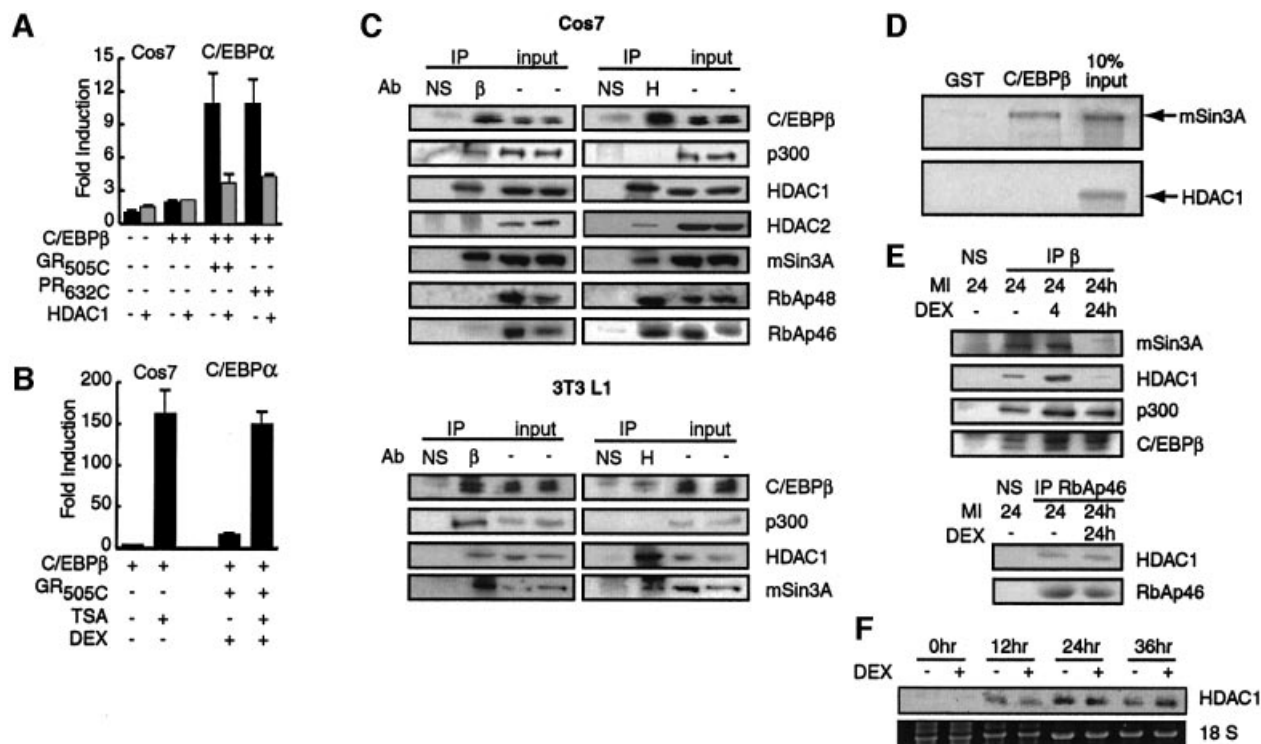 A
Cos7 C/EBPα
Fold Induction
15
12
9
6
3
0
C/EBPβ - - + + + + + +
GR505C - - - - + + - -
PR632C - - - - - - + +
HDAC1 - + - + - + - +
B
Cos7 C/EBPα
Fold Induction
200
150
100
50
0
C/EBPβ + + + +
GR505C - - + +
TSA - + - +
DEX - - + +
C
Cos7
IP input IP input
Ab NS β - - NS H - -
C/EBPβ
p300
HDAC1
HDAC2
mSin3A
RbAp48
RbAp46
3T3 L1
IP input IP input
Ab NS β - - NS H - -
C/EBPβ
p300
HDAC1
mSin3A
D
GST C/EBPβ 10% input
mSin3A
HDAC1
E
NS IP β
MI 24 24 24 24h
DEX - - 4 24h
mSin3A
HDAC1
p300
C/EBPβ
NS IP RbAp46
MI 24 24 24h
DEX - - 24h
HDAC1
RbAp46
F
0hr 12hr 24hr 36hr
DEX - + - + - + - +
HDAC1
18 S